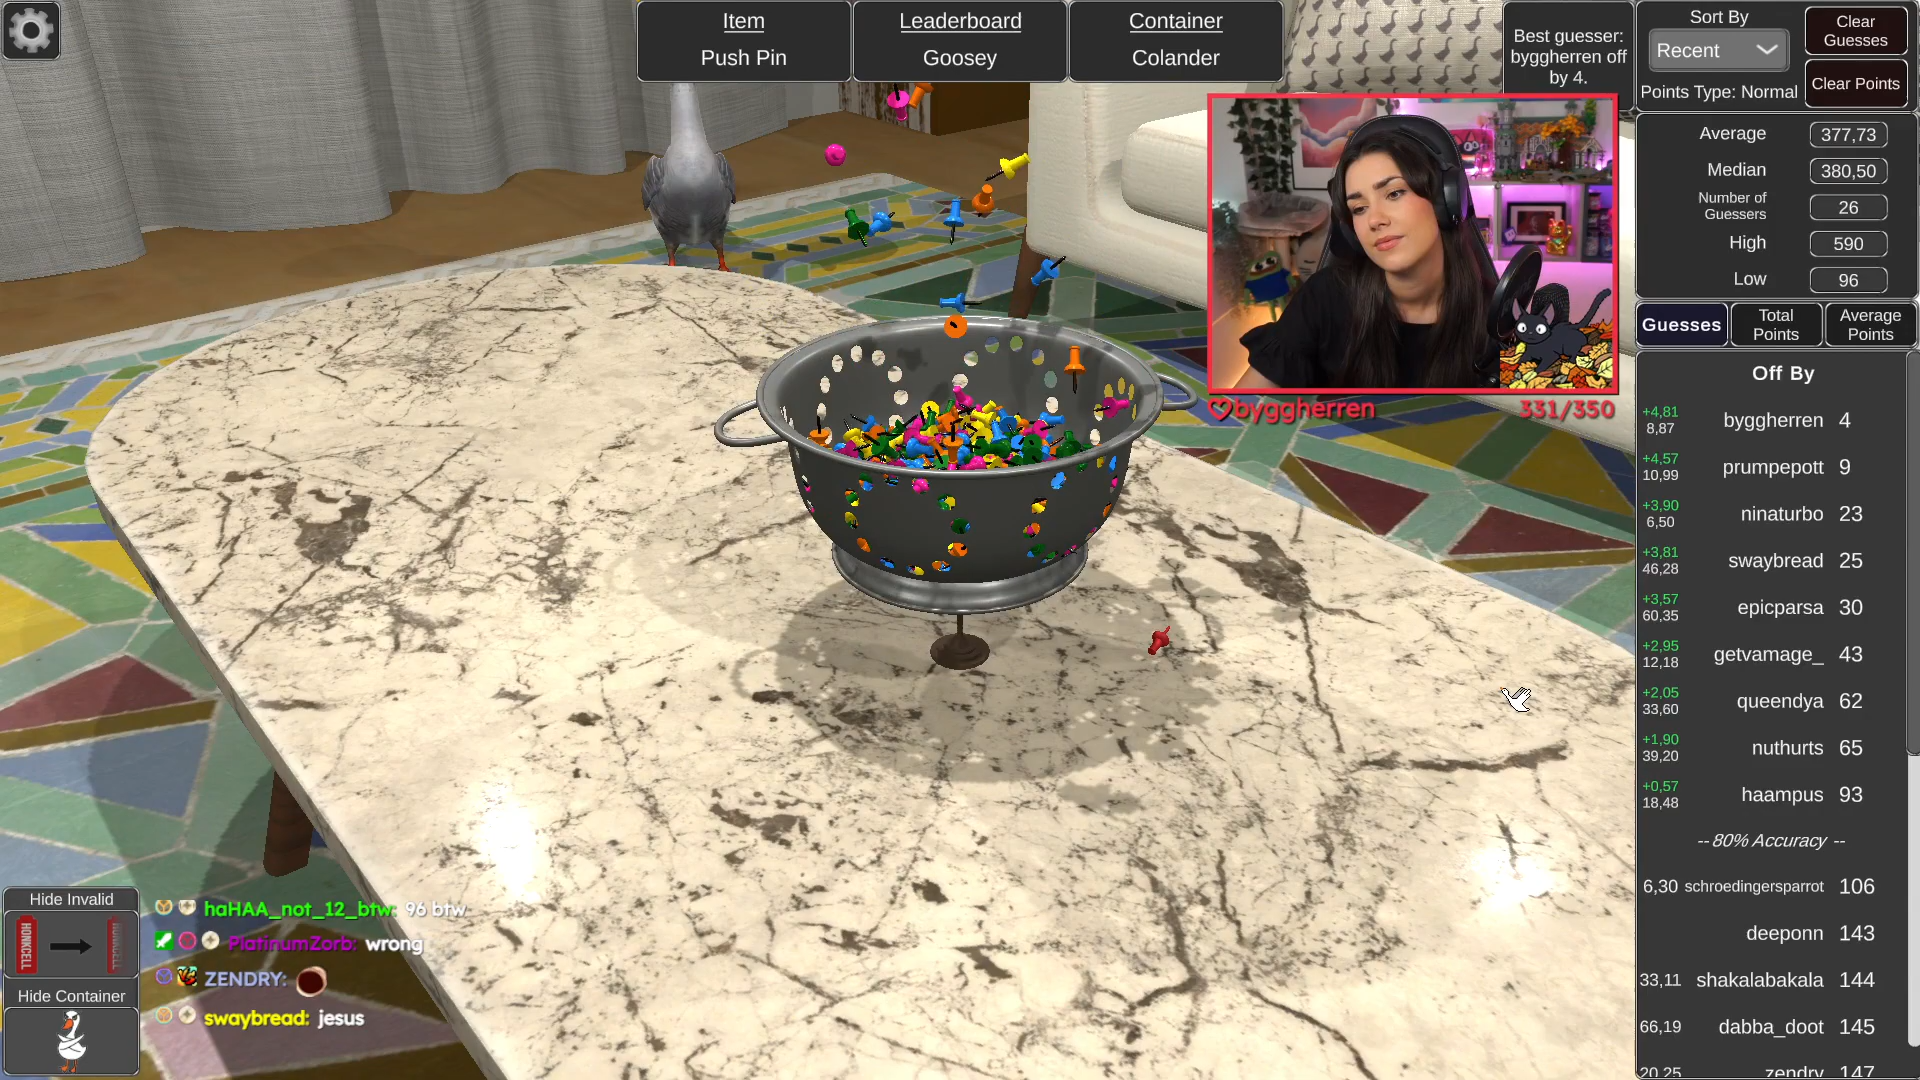 Item
Push Pin
Leaderboard
Goosey
Container
Colander
Best guesser:
byggherren off
by 4.
Sort By
Recent
Clear
Guesses
Clear Points
Points Type: Normal
Average 377,73
Median 380,50
Number of
Guessers
26
High 590
Low 96
Guesses
Total
Points
Average
Points
Off By
+4,81
8,87
byggherren 4
+4,57
10,99
prumpepott 9
+3,90
6,50
ninaturbo 23
+3,81
46,28
swaybread 25
+3,57
60,35
epicparsa 30
+2,95
12,18
getvamage_ 43
+2,05
33,60
queendya 62
+1,90
39,20
nuthurts 65
+0,57
18,48
haampus 93
-- 80% Accuracy --
6,30 schroedingersparrot 106
deeponn 143
33,11 shakalabakala 144
66,19 dabba_doot 145
20,25 zendry 147
byggherren 331/350
Hide Invalid
HONKCELL
HONKCELL
Hide Container
haHAA_not_12_btw: 96 btw
PlatinumZorb: wrong
ZENDRY:
swaybread: jesus